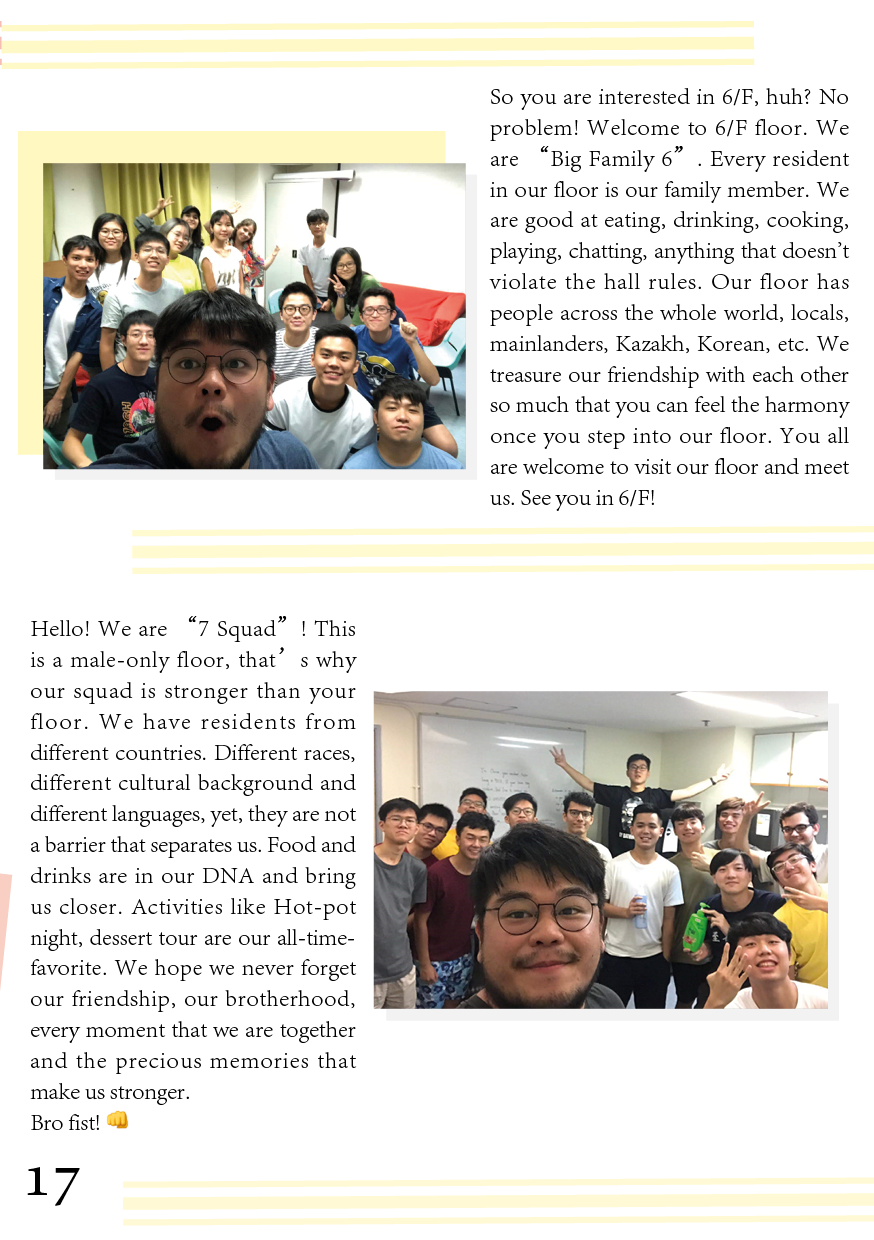 So you are interested in 6/F, huh? No
problem! Welcome to 6/F floor. We
are “Big Family 6”. Every resident
in our floor is our family member. We
are good at eating, drinking, cooking,
playing, chatting, anything that doesn’t
violate the hall rules. Our floor has
people across the whole world, locals,
mainlanders, Kazakh, Korean, etc. We
treasure our friendship with each other
so much that you can feel the harmony
once you step into our floor. You all
are welcome to visit our floor and meet
us. See you in 6/F!
Hello! We are “7 Squad”! This
is a male-only floor, that’s why
our squad is stronger than your
floor. We have residents from
different countries. Different races,
different cultural background and
different languages, yet, they are not
a barrier that separates us. Food and
drinks are in our DNA and bring
us closer. Activities like Hot-pot
night, dessert tour are our all-time-
favorite. We hope we never forget
our friendship, our brotherhood,
every moment that we are together
and the precious memories that
make us stronger.
Bro fist! 👊
17